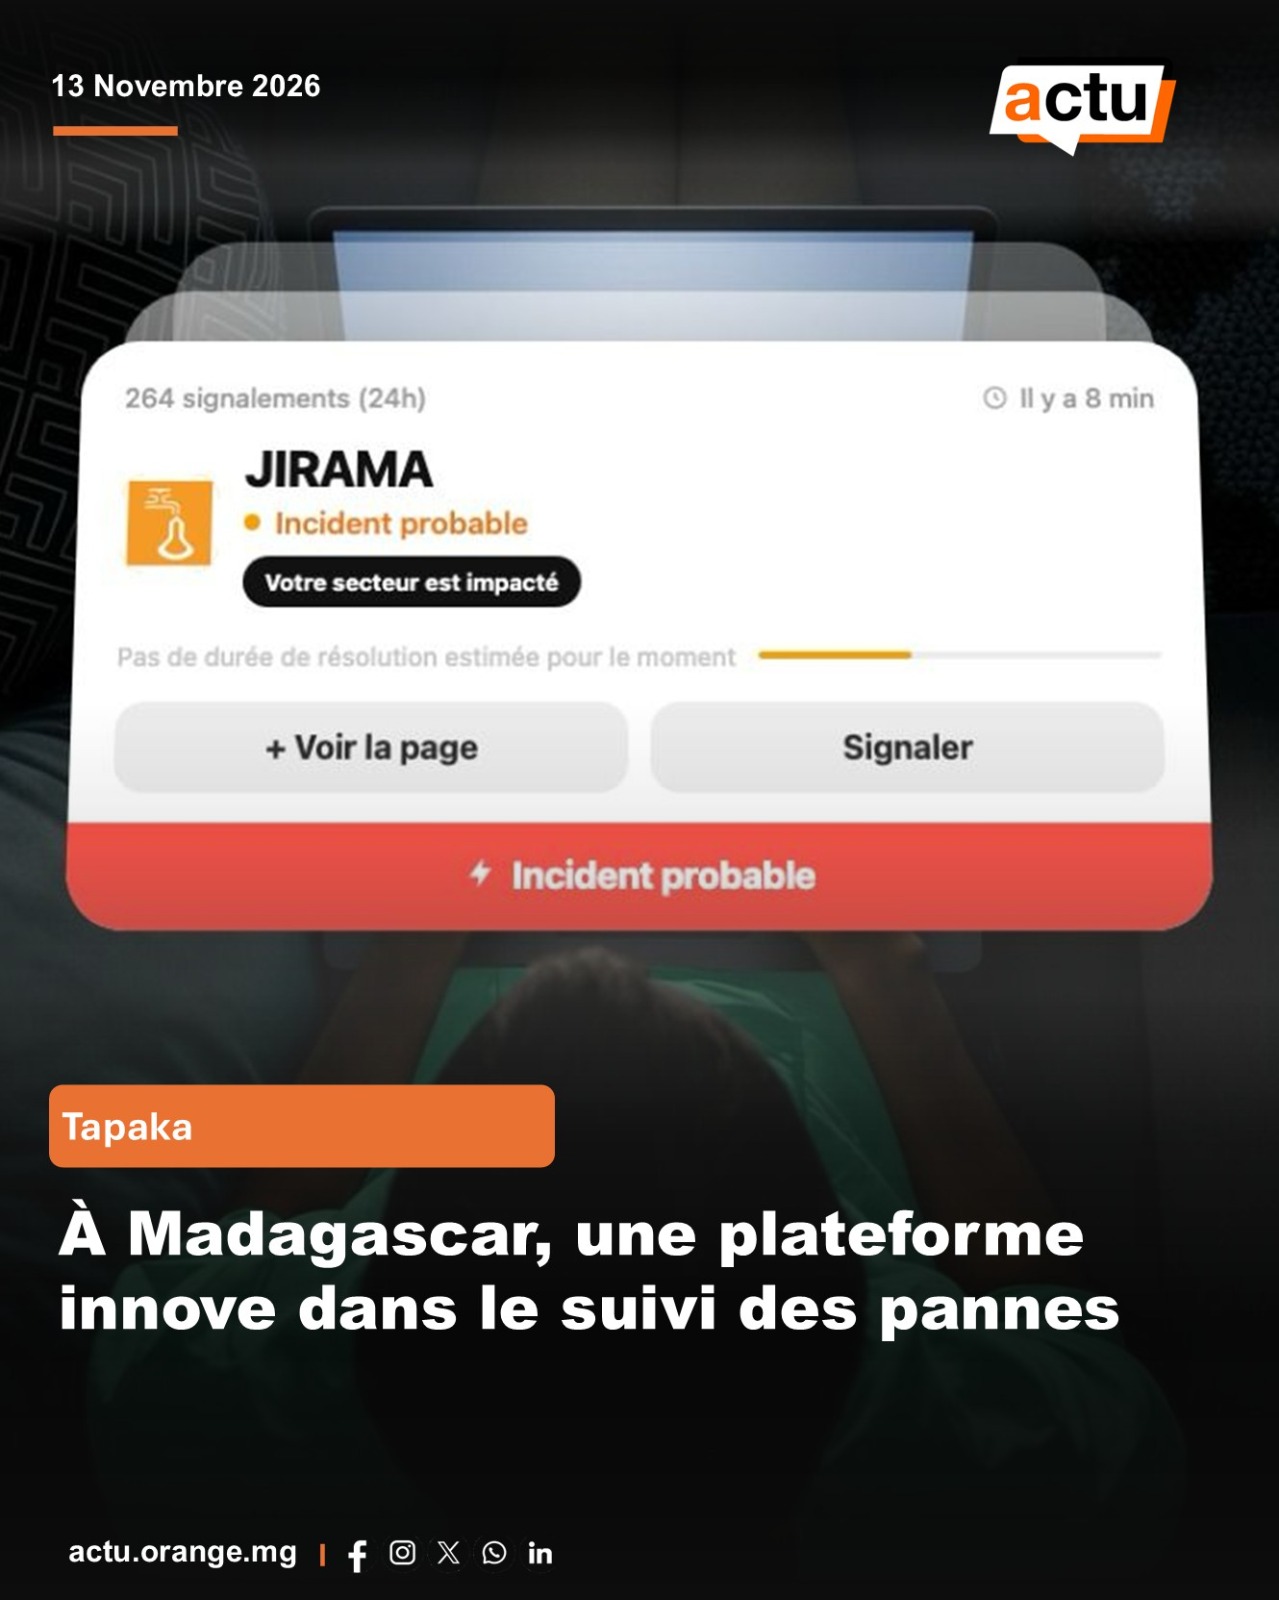 13 Novembre 2026
actu
264 signalements (24h)
Il y a 8 min
JIRAMA
Incident probable
Votre secteur est impacté
Pas de durée de résolution estimée pour le moment
+ Voir la page
Signaler
Incident probable
Tapaka
À Madagascar, une plateforme
innove dans le suivi des pannes
actu.orange.mg